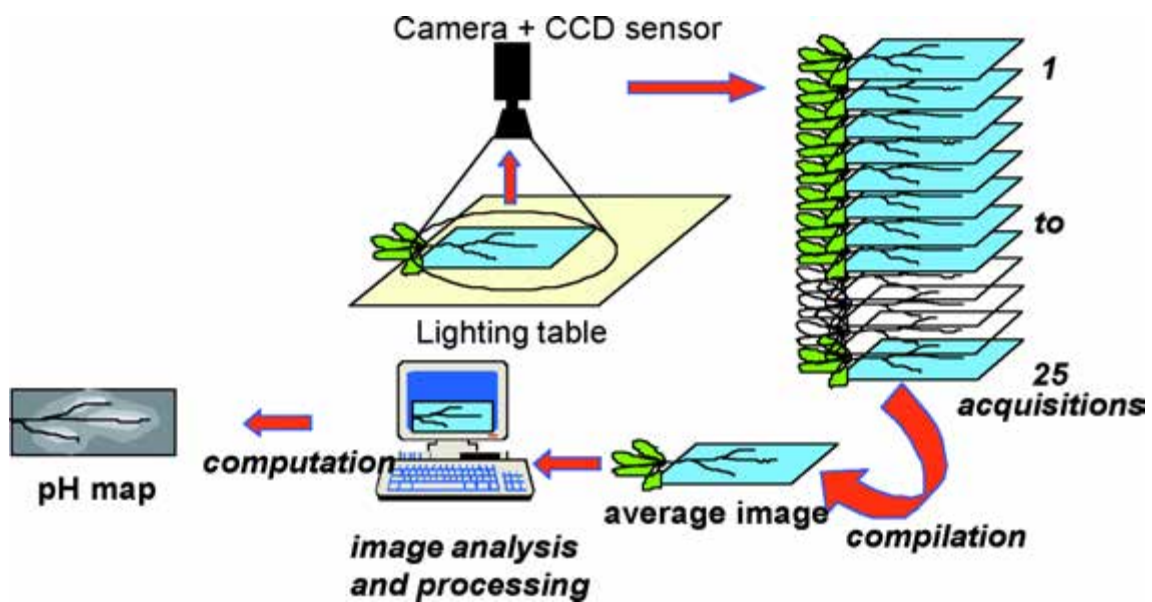 Camera + CCD sensor
1
to
25
acquisitions
Lighting table
compilation
average image
image analysis
and processing
computation
pH map